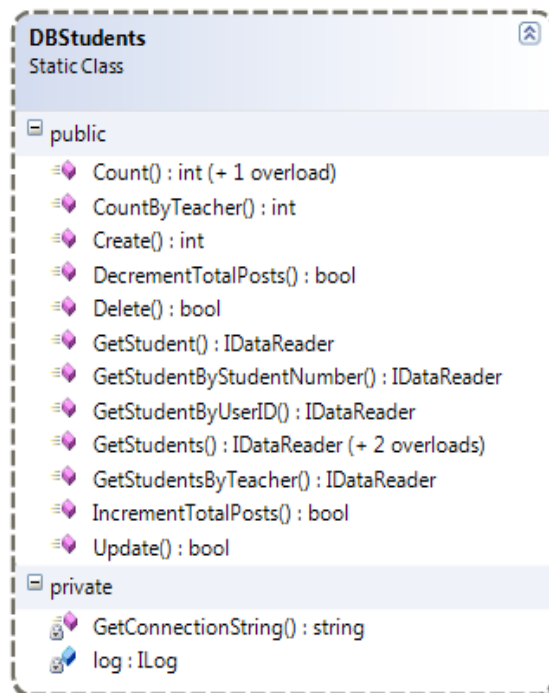 DBStudents
Static Class
public
Count() : int (+ 1 overload)
CountByTeacher() : int
Create() : int
DecrementTotalPosts() : bool
Delete() : bool
GetStudent() : IDataReader
GetStudentByStudentNumber() : IDataReader
GetStudentByUserID() : IDataReader
GetStudents() : IDataReader (+ 2 overloads)
GetStudentsByTeacher() : IDataReader
IncrementTotalPosts() : bool
Update() : bool
private
GetConnectionString() : string
log : ILog